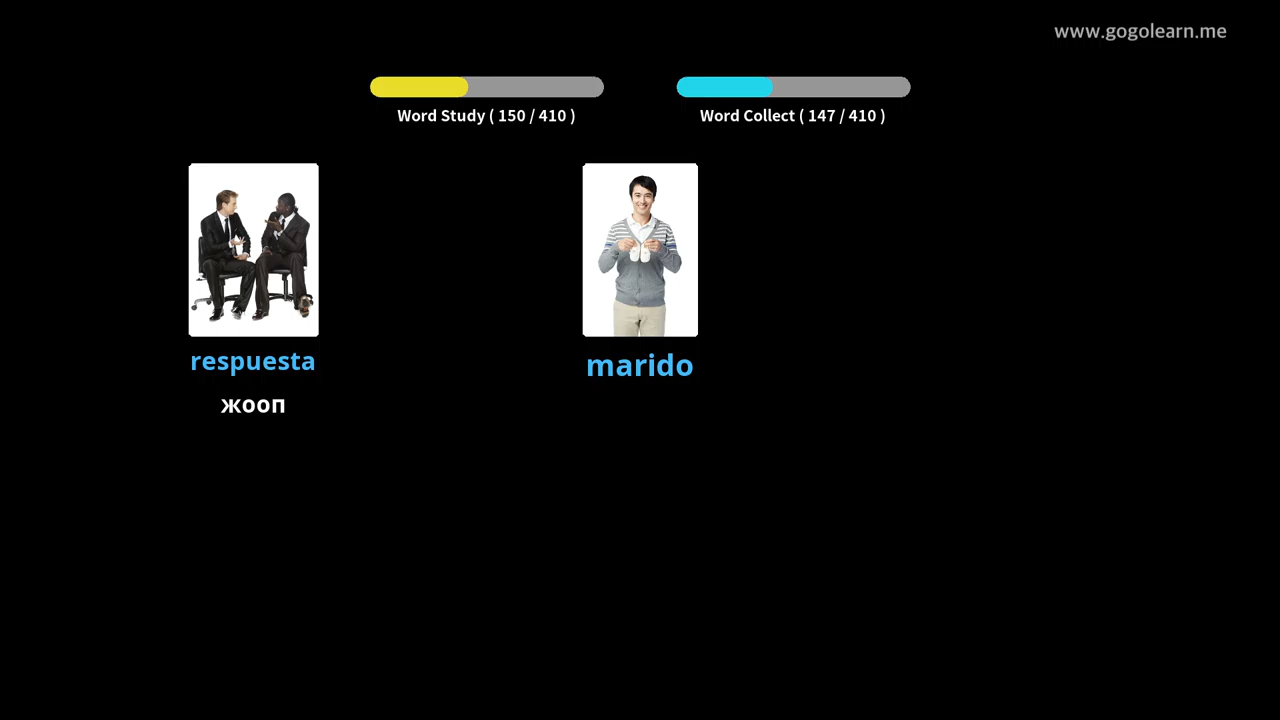 www.gogolearn.me
Word Study ( 150 / 410 )
Word Collect ( 147 / 410 )
respuesta
marido
жооп